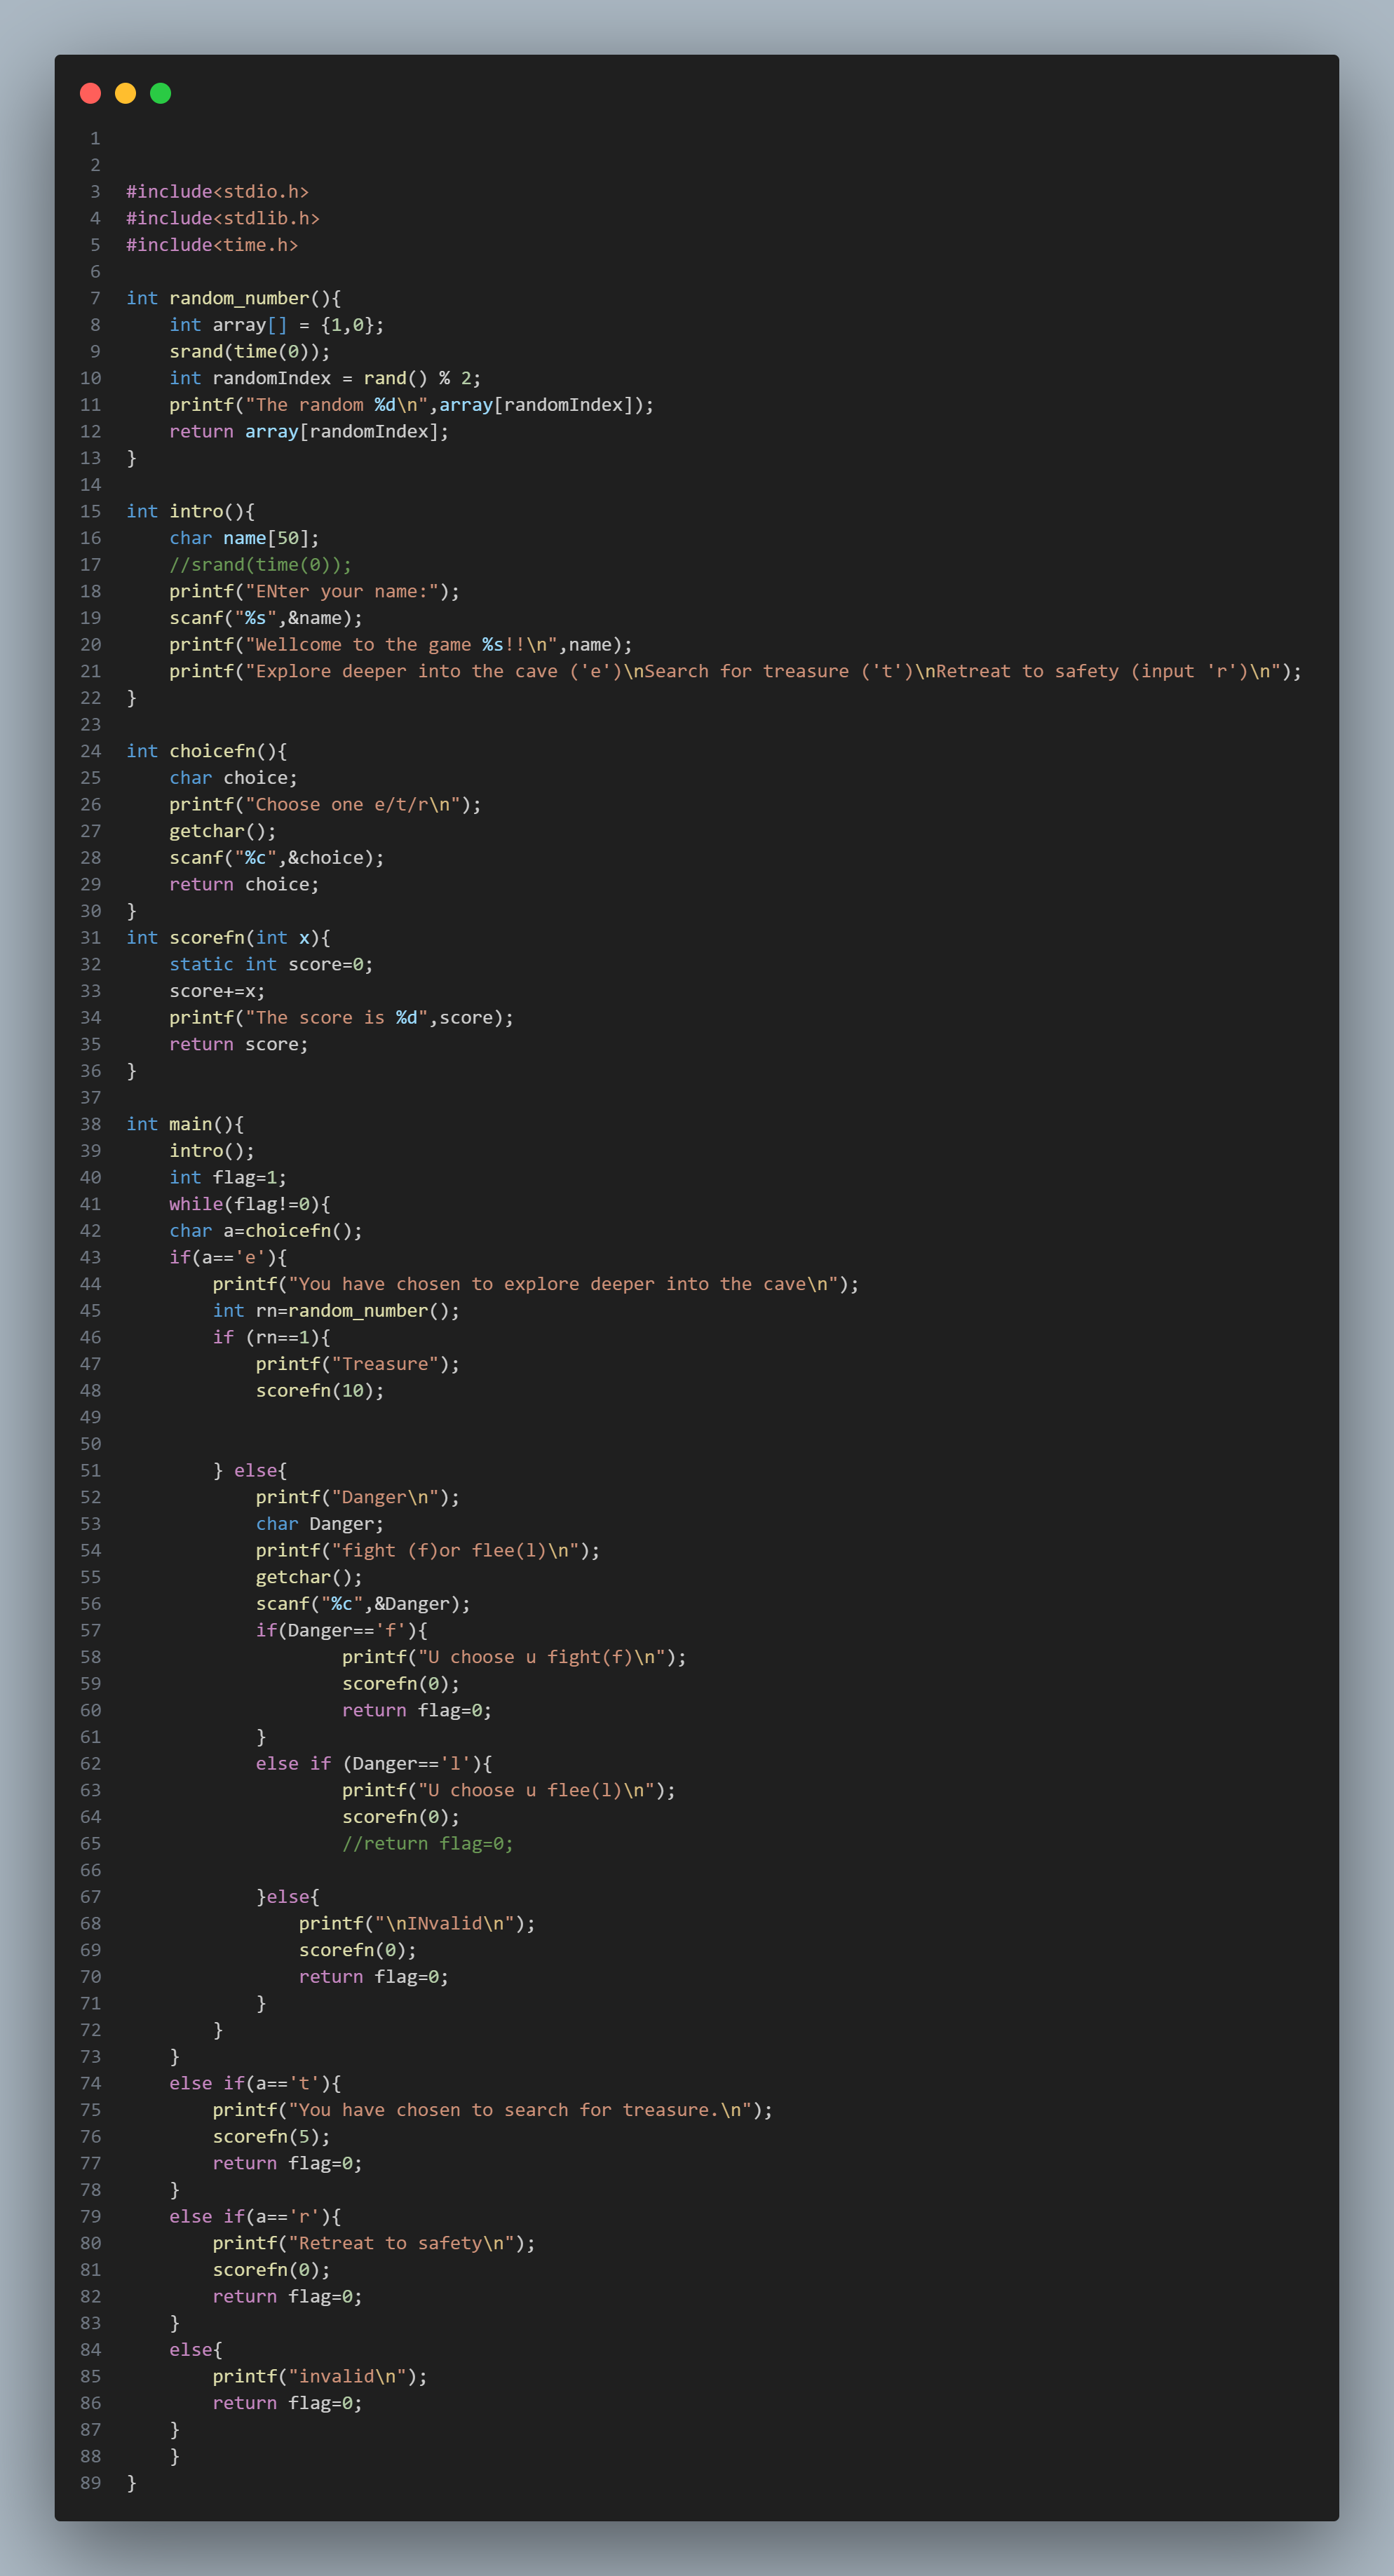 1
2
3 #include<stdio.h>
4 #include<stdlib.h>
5 #include<time.h>
6
7 int random_number(){
8     int array[] = {1,0};
9     srand(time(0));
10     int randomIndex = rand() % 2;
11     printf("The random %d\n",array[randomIndex]);
12     return array[randomIndex];
13 }
14
15 int intro(){
16     char name[50];
17     //srand(time(0));
18     printf("ENter your name:");
19     scanf("%s",&name);
20     printf("Wellcome to the game %s!!\n",name);
21     printf("Explore deeper into the cave ('e')\nSearch for treasure ('t')\nRetreat to safety (input 'r')\n");
22 }
23
24 int choicefn(){
25     char choice;
26     printf("Choose one e/t/r\n");
27     getchar();
28     scanf("%c",&choice);
29     return choice;
30 }
31 int scorefn(int x){
32     static int score=0;
33     score+=x;
34     printf("The score is %d",score);
35     return score;
36 }
37
38 int main(){
39     intro();
40     int flag=1;
41     while(flag!=0){
42     char a=choicefn();
43     if(a=='e'){
44         printf("You have chosen to explore deeper into the cave\n");
45         int rn=random_number();
46         if (rn==1){
47             printf("Treasure");
48             scorefn(10);
49
50
51         } else{
52             printf("Danger\n");
53             char Danger;
54             printf("fight (f)or flee(l)\n");
55             getchar();
56             scanf("%c",&Danger);
57             if(Danger=='f'){
58                     printf("U choose u fight(f)\n");
59                     scorefn(0);
60                     return flag=0;
61             }
62             else if (Danger=='l'){
63                     printf("U choose u flee(l)\n");
64                     scorefn(0);
65                     //return flag=0;
66
67             }else{
68                 printf("\nINvalid\n");
69                 scorefn(0);
70                 return flag=0;
71             }
72         }
73     }
74     else if(a=='t'){
75         printf("You have chosen to search for treasure.\n");
76         scorefn(5);
77         return flag=0;
78     }
79     else if(a=='r'){
80         printf("Retreat to safety\n");
81         scorefn(0);
82         return flag=0;
83     }
84     else{
85         printf("invalid\n");
86         return flag=0;
87     }
88     }
89 }